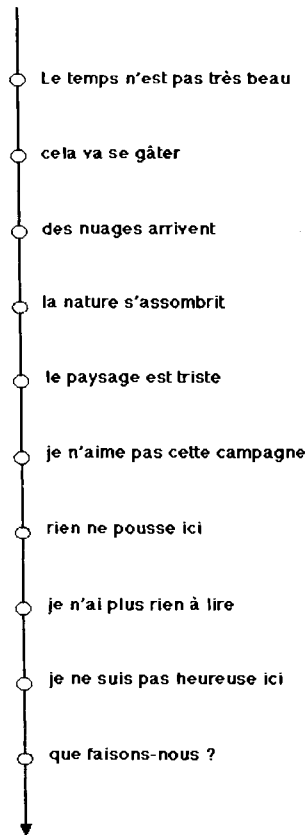 Le temps n'est pas très beau
cela va se gâter
des nuages arrivent
la nature s'assombrit
le paysage est triste
je n'aime pas cette campagne
rien ne pousse ici
je n'ai plus rien à lire
je ne suis pas heureuse ici
que faisons-nous ?